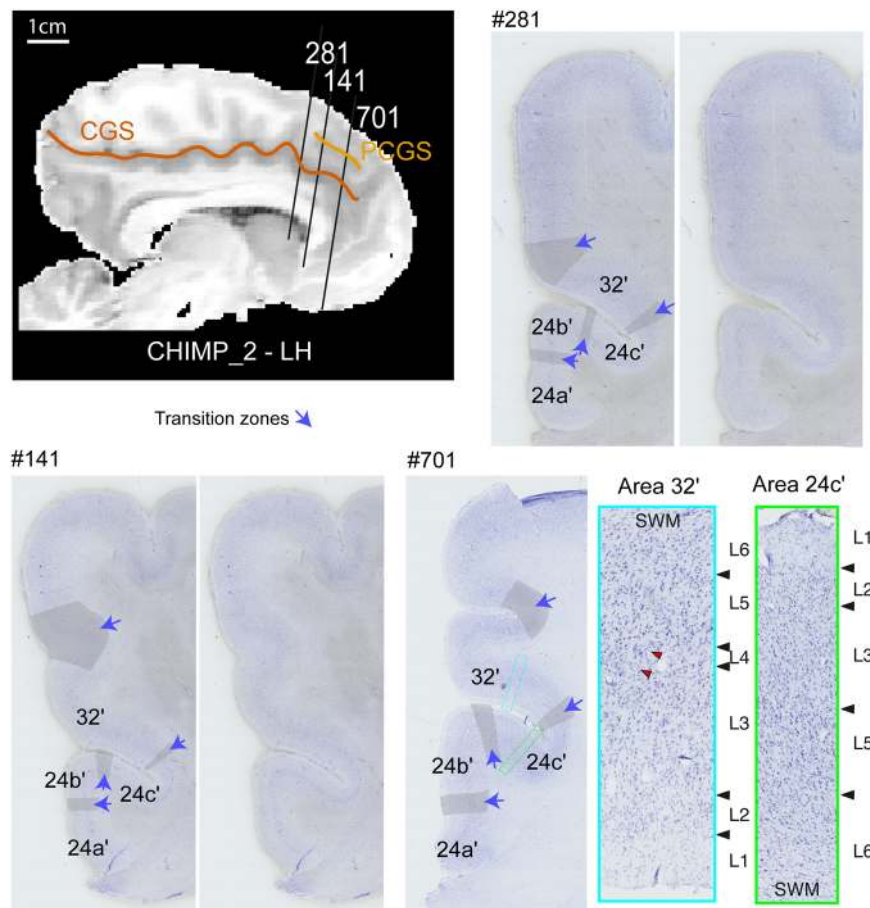 1cm
281
141
701
CGS
PCGS
CHIMP_2 - LH
Transition zones
#281
32'
24b'
24c'
24a'
#141
32'
24b'
24c'
24a'
#701
32'
24b'
24c'
24a'
Area 32'
SWM
L6
L5
L4
L3
L2
L1
Area 24c'
L1
L2
L3
L5
L6
SWM